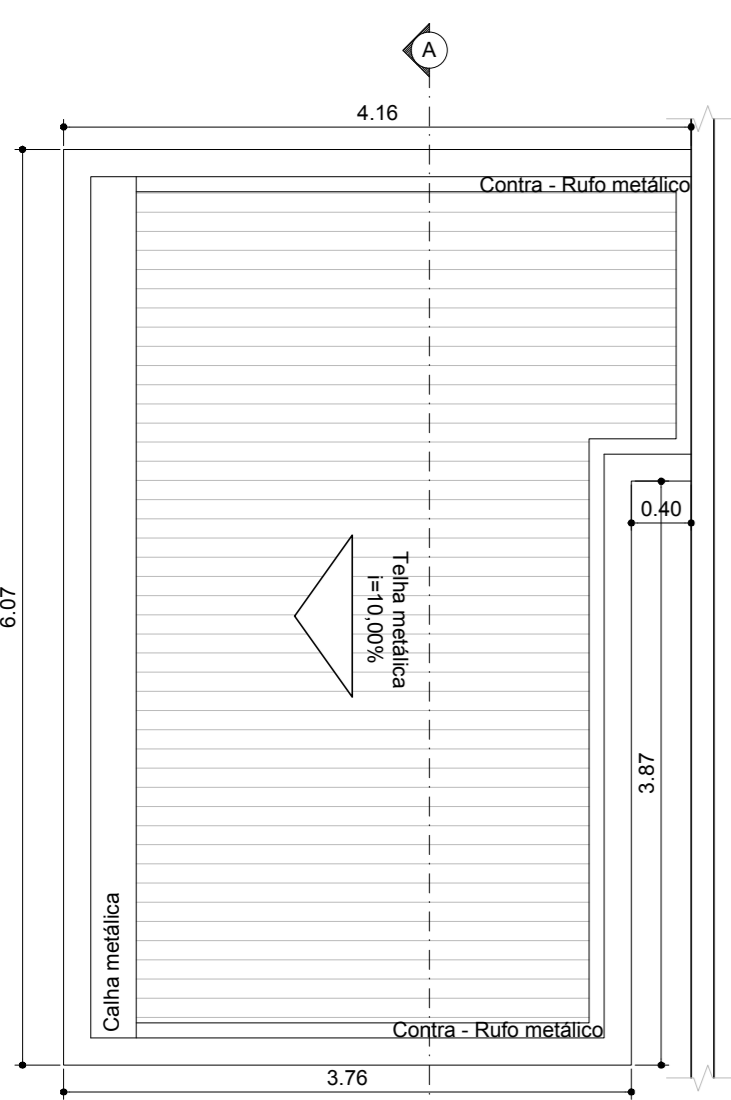 A
4.16
Contra - Rufo metálico
6.07
0.40
Telha metálica
i=10,00%
3.87
Calha metálica
Contra - Rufo metálico
3.76